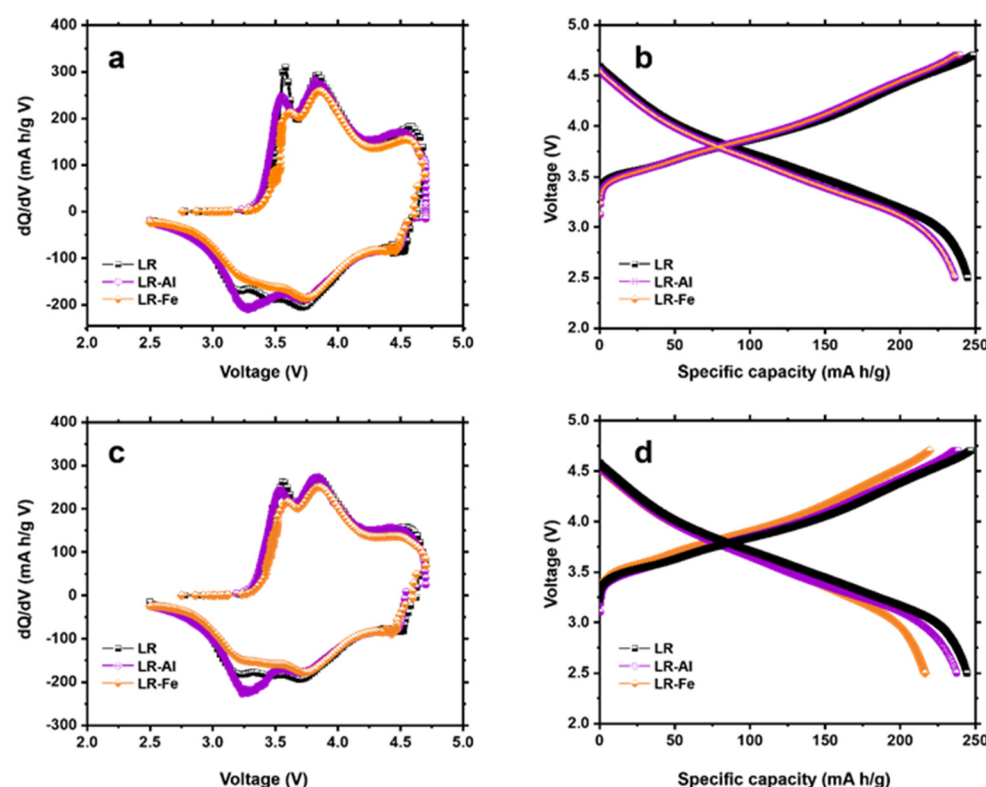 a
dQ/dV (mA h/g V)
400
300
200
100
0
-100
-200
LR
LR-Al
LR-Fe
2.0 2.5 3.0 3.5 4.0 4.5 5.0
Voltage (V)
b
Voltage (V)
5.0
4.5
4.0
3.5
3.0
2.5
2.0
LR
LR-Al
LR-Fe
0 50 100 150 200 250
Specific capacity (mA h/g)
c
dQ/dV (mA h/g V)
400
300
200
100
0
-100
-200
-300
LR
LR-Al
LR-Fe
2.0 2.5 3.0 3.5 4.0 4.5 5.0
Voltage (V)
d
Voltage (V)
5.0
4.5
4.0
3.5
3.0
2.5
2.0
LR
LR-Al
LR-Fe
0 50 100 150 200 250
Specific capacity (mA h/g)